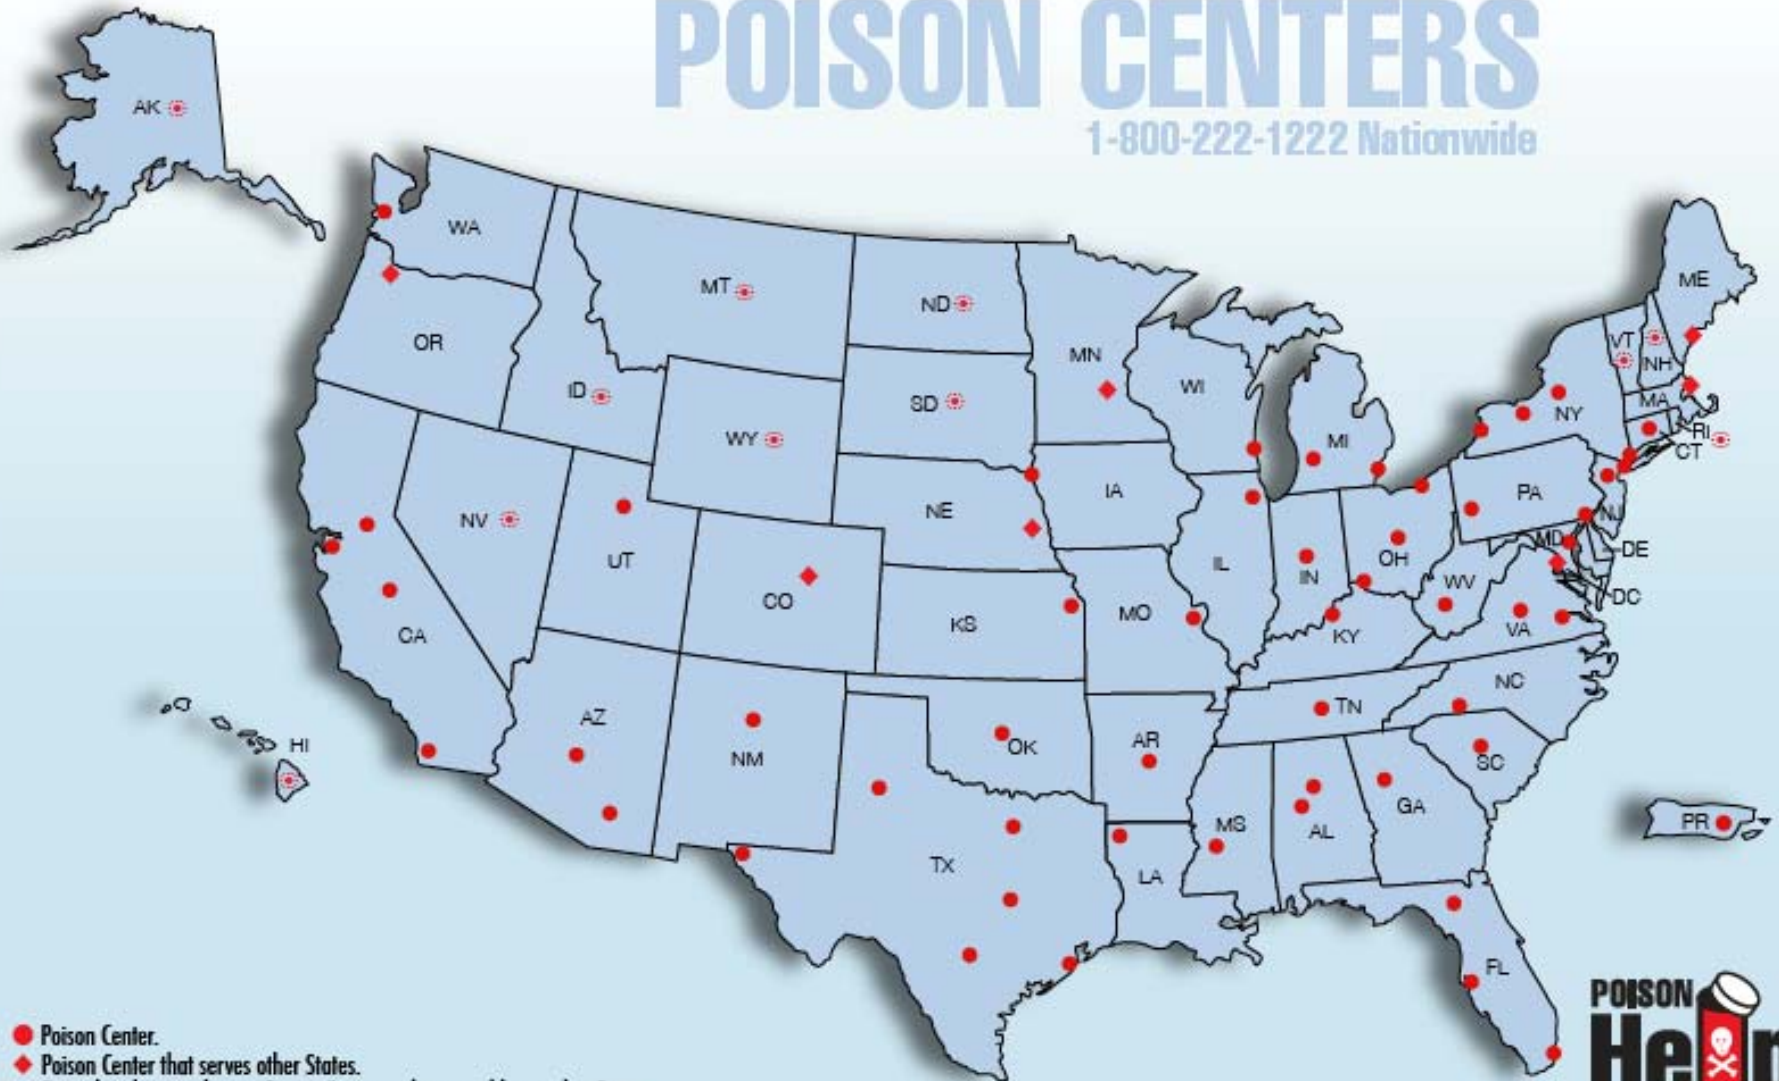 POISON CENTERS
1-800-222-1222 Nationwide
AK
WA
MT
ND
MN
ME
OR
ID
SD
WI
VT
NH
WY
MI
NY
MA
RI
CT
NV
NE
IA
PA
NJ
UT
CO
IL
IN
OH
MD
DE
WV
DC
CA
KS
MO
KY
VA
HI
AZ
NM
OK
AR
TN
NC
SC
TX
LA
MS
AL
GA
PR
FL
POISON
Poison Center.
Poison Center that serves other States.